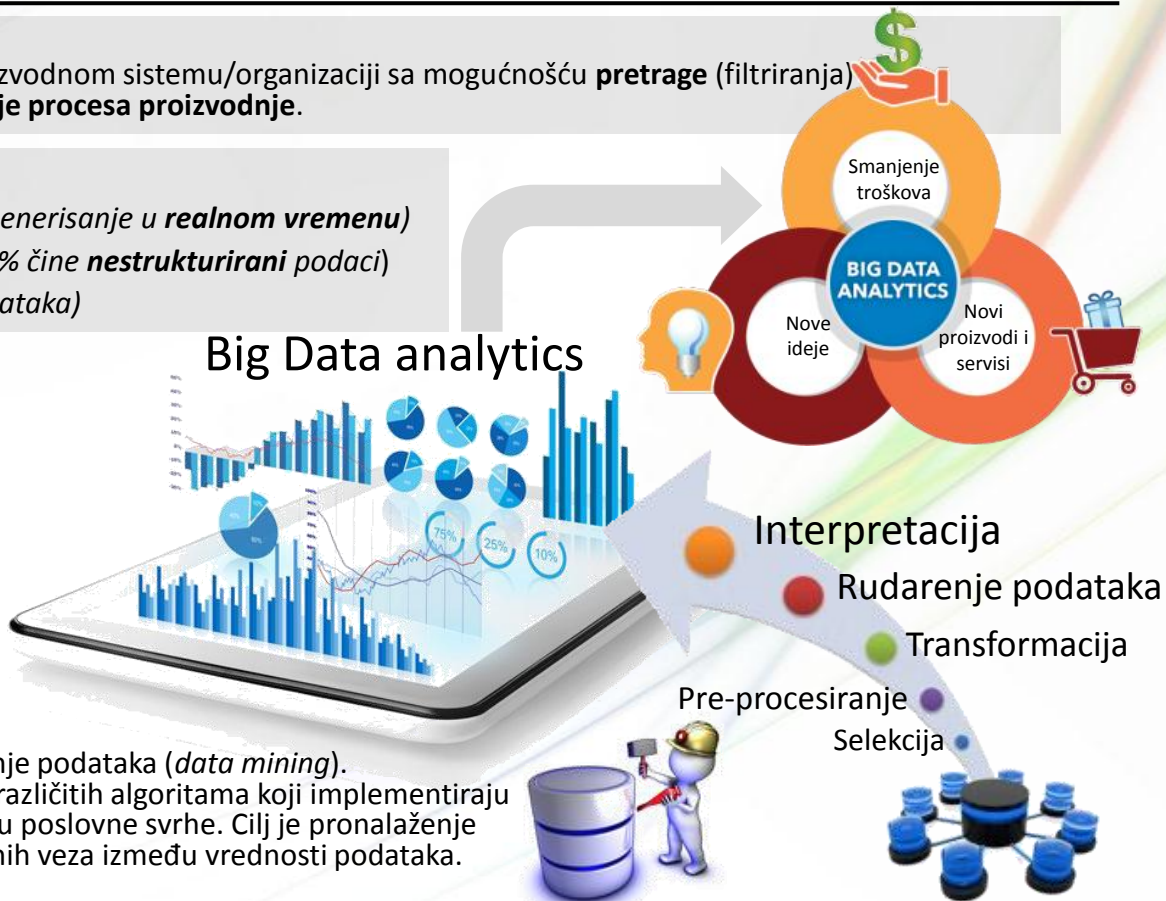 zvodnom sistemu/organizaciji sa mogućnošću pretrage (filtriranja)
je procesa proizvodnje.
enerisanje u realnom vremenu)
% čine nestrukturirani podaci)
ataka)
Smanjenje
troškova
BIG DATA
ANALYTICS
Nove
ideje
Novi
proizvodi i
servisi
Big Data analytics
75%
25%
10%
Interpretacija
Rudarenje podataka
Transformacija
Pre-procesiranje
Selekcija
nje podataka (data mining).
različitih algoritama koji implementiraju
u poslovne svrhe. Cilj je pronalaženje
nih veza između vrednosti podataka.